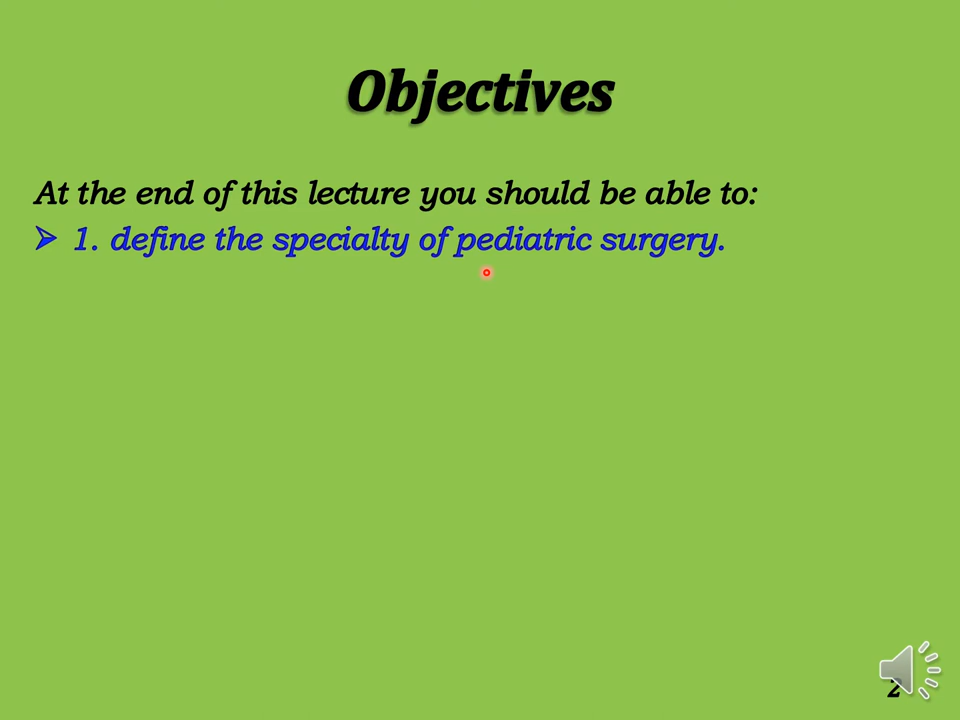 Objectives
At the end of this lecture you should be able to:
➢ 1. define the specialty of pediatric surgery.
2